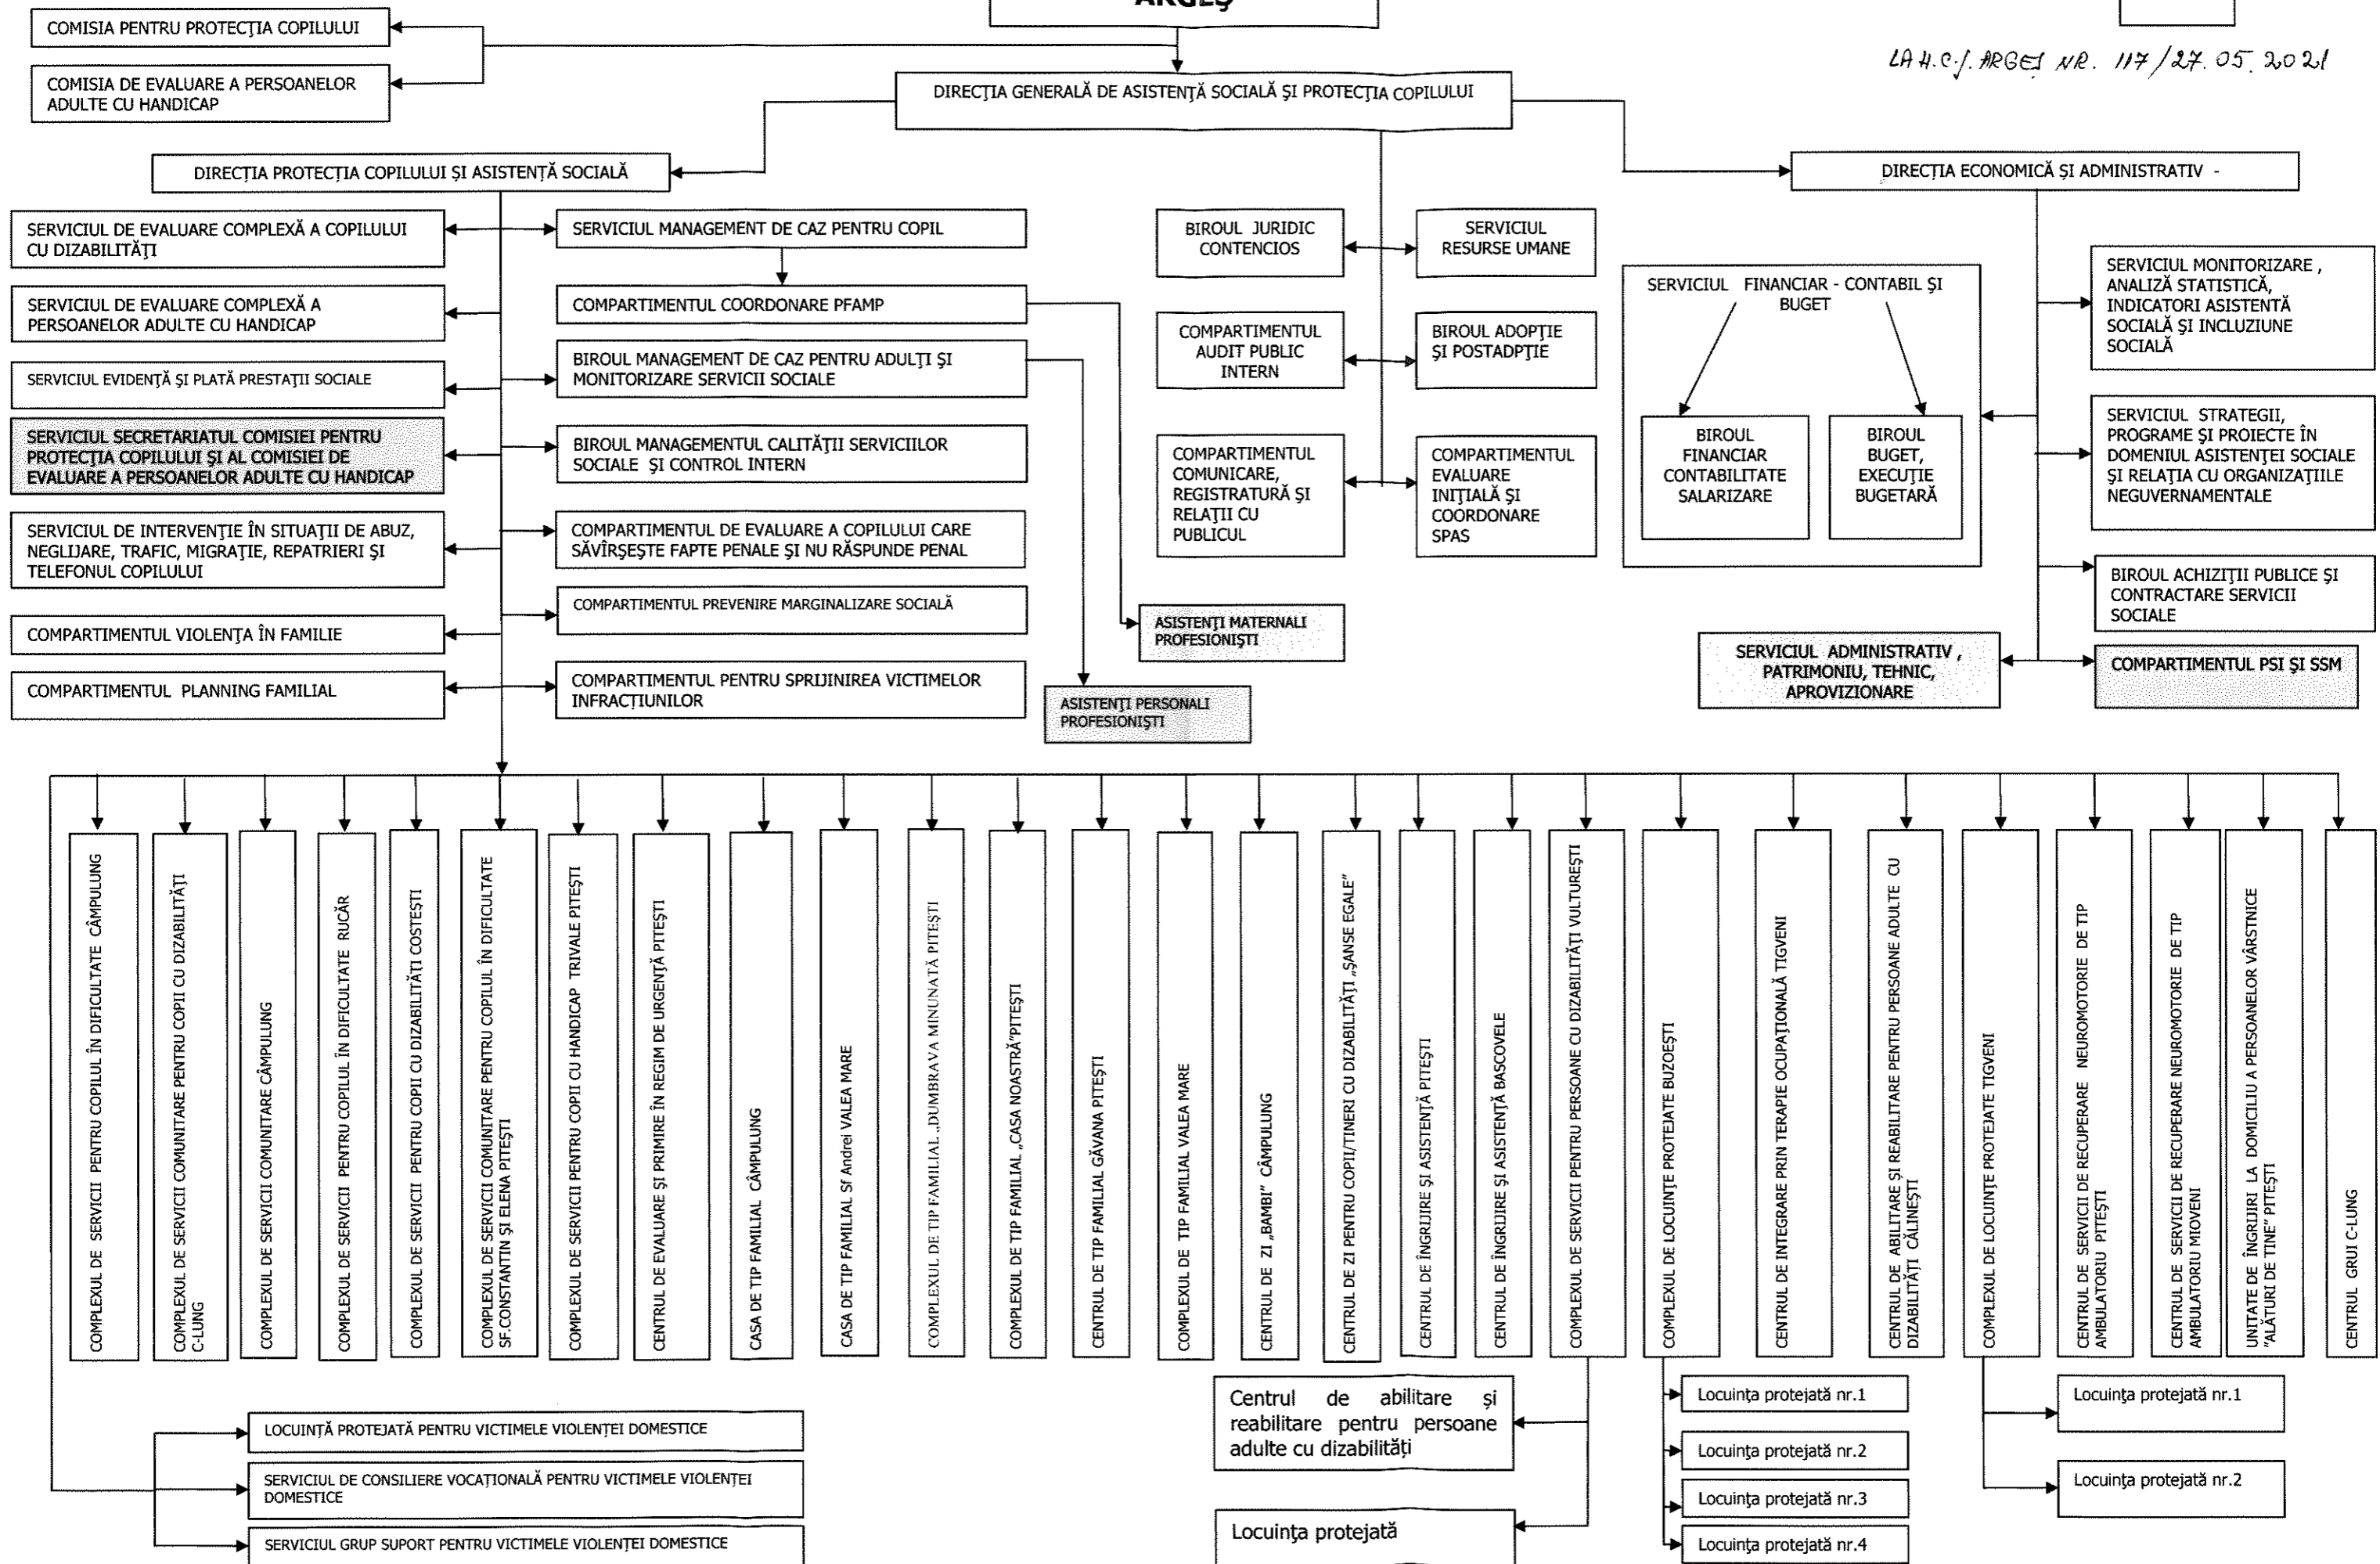 ARGEŞ
COMISIA PENTRU PROTECŢIA COPILULUI
COMISIA DE EVALUARE A PERSOANELOR
ADULTE CU HANDICAP
LA H.C.J. ARGEŞ NR. 117/27.05.2021
DIRECŢIA GENERALĂ DE ASISTENŢĂ SOCIALĂ ŞI PROTECŢIA COPILULUI
DIRECŢIA PROTECŢIA COPILULUI ŞI ASISTENŢĂ SOCIALĂ
DIRECŢIA ECONOMICĂ ŞI ADMINISTRATIV -
SERVICIUL DE EVALUARE COMPLEXĂ A COPILULUI
CU DIZABILITĂŢI
SERVICIUL DE EVALUARE COMPLEXĂ A
PERSOANELOR ADULTE CU HANDICAP
SERVICIUL EVIDENŢĂ ŞI PLATĂ PRESTAŢII SOCIALE
SERVICIUL SECRETARIATUL COMISIEI PENTRU
PROTECŢIA COPILULUI ŞI AL COMISIEI DE
EVALUARE A PERSOANELOR ADULTE CU HANDICAP
SERVICIUL DE INTERVENŢIE ÎN SITUAŢII DE ABUZ,
NEGLIJARE, TRAFIC, MIGRAŢIE, REPATRIERI ŞI
TELEFONUL COPILULUI
COMPARTIMENTUL VIOLENŢA ÎN FAMILIE
COMPARTIMENTUL PLANNING FAMILIAL
SERVICIUL MANAGEMENT DE CAZ PENTRU COPIL
COMPARTIMENTUL COORDONARE PFAMP
BIROUL MANAGEMENT DE CAZ PENTRU ADULŢI ŞI
MONITORIZARE SERVICII SOCIALE
BIROUL MANAGEMENTUL CALITĂŢII SERVICIILOR
SOCIALE ŞI CONTROL INTERN
COMPARTIMENTUL DE EVALUARE A COPILULUI CARE
SĂVÎRŞEŞTE FAPTE PENALE ŞI NU RĂSPUNDE PENAL
COMPARTIMENTUL PREVENIRE MARGINALIZARE SOCIALĂ
COMPARTIMENTUL PENTRU SPRIJINIREA VICTIMELOR
INFRACŢIUNILOR
ASISTENŢI MATERNALI
PROFESIONIŞTI
ASISTENŢI PERSONALI
PROFESIONIŞTI
BIROUL JURIDIC
CONTENCIOS
SERVICIUL
RESURSE UMANE
COMPARTIMENTUL
AUDIT PUBLIC
INTERN
BIROUL ADOPŢIE
ŞI POSTADPŢIE
COMPARTIMENTUL
COMUNICARE,
REGISTRATURĂ ŞI
RELAŢII CU
PUBLICUL
COMPARTIMENTUL
EVALUARE
INIŢIALĂ ŞI
COORDONARE
SPAS
SERVICIUL FINANCIAR - CONTABIL ŞI
BUGET
BIROUL
FINANCIAR
CONTABILITATE
SALARIZARE
BIROUL
BUGET,
EXECUŢIE
BUGETARĂ
SERVICIUL MONITORIZARE ,
ANALIZĂ STATISTICĂ,
INDICATORI ASISTENTĂ
SOCIALĂ ŞI INCLUZIUNE
SOCIALĂ
SERVICIUL STRATEGII,
PROGRAME ŞI PROIECTE ÎN
DOMENIUL ASISTENŢEI SOCIALE
ŞI RELAŢIA CU ORGANIZAŢIILE
NEGUVERNAMENTALE
BIROUL ACHIZIŢII PUBLICE ŞI
CONTRACTARE SERVICII
SOCIALE
SERVICIUL ADMINISTRATIV ,
PATRIMONIU, TEHNIC,
APROVIZIONARE
COMPARTIMENTUL PSI ŞI SSM
COMPLEXUL DE SERVICII PENTRU COPILUL ÎN DIFICULTATE CÂMPULUNG
COMPLEXUL DE SERVICII COMUNITARE PENTRU COPII CU DIZABILITĂŢI
C-LUNG
COMPLEXUL DE SERVICII COMUNITARE CÂMPULUNG
COMPLEXUL DE SERVICII PENTRU COPILUL ÎN DIFICULTATE RUCĂR
COMPLEXUL DE SERVICII PENTRU COPII CU DIZABILITĂŢI COSTEŞTI
COMPLEXUL DE SERVICII COMUNITARE PENTRU COPILUL ÎN DIFICULTATE
SF.CONSTANTIN ŞI ELENA PITEŞTI
COMPLEXUL DE SERVICII PENTRU COPII CU HANDICAP TRIVALE PITEŞTI
CENTRUL DE EVALUARE ŞI PRIMIRE ÎN REGIM DE URGENŢĂ PITEŞTI
CASA DE TIP FAMILIAL CÂMPULUNG
CASA DE TIP FAMILIAL Sf Andrei VALEA MARE
COMPLEXUL DE TIP FAMILIAL „DUMBRAVA MINUNATĂ PITEŞTI
COMPLEXUL DE TIP FAMILIAL „CASA NOASTRĂ”PITEŞTI
CENTRUL DE TIP FAMILIAL GĂVANA PITEŞTI
COMPLEXUL DE TIP FAMILIAL VALEA MARE
CENTRUL DE ZI „BAMBI” CÂMPULUNG
CENTRUL DE ZI PENTRU COPII/TINERI CU DIZABILITĂŢI „ŞANSE EGALE”
CENTRUL DE ÎNGRIJIRE ŞI ASISTENŢĂ PITEŞTI
CENTRUL DE ÎNGRIJIRE ŞI ASISTENŢĂ BASCOVELE
COMPLEXUL DE SERVICII PENTRU PERSOANE CU DIZABILITĂŢI VULTUREŞTI
COMPLEXUL DE LOCUINŢE PROTEJATE BUZOEŞTI
CENTRUL DE INTEGRARE PRIN TERAPIE OCUPAŢIONALĂ TIGVENI
CENTRUL DE ABILITARE ŞI REABILITARE PENTRU PERSOANE ADULTE CU
DIZABILITĂŢI CĂLINEŞTI
COMPLEXUL DE LOCUINŢE PROTEJATE TIGVENI
CENTRUL DE SERVICII DE RECUPERARE NEUROMOTORIE DE TIP
AMBULATORIU PITEŞTI
CENTRUL DE SERVICII DE RECUPERARE NEUROMOTORIE DE TIP
AMBULATORIU MIOVENI
UNITATE DE ÎNGRIJIRI LA DOMICILIU A PERSOANELOR VÂRSTNICE
"ALĂTURI DE TINE" PITEŞTI
CENTRUL GRUI C-LUNG
LOCUINŢĂ PROTEJATĂ PENTRU VICTIMELE VIOLENŢEI DOMESTICE
SERVICIUL DE CONSILIERE VOCAŢIONALĂ PENTRU VICTIMELE VIOLENŢEI
DOMESTICE
SERVICIUL GRUP SUPORT PENTRU VICTIMELE VIOLENŢEI DOMESTICE
Centrul de abilitare şi
reabilitare pentru persoane
adulte cu dizabilităţi
Locuinţa protejată
Locuinţa protejată nr.1
Locuinţa protejată nr.2
Locuinţa protejată nr.3
Locuinţa protejată nr.4
Locuinţa protejată nr.1
Locuinţa protejată nr.2